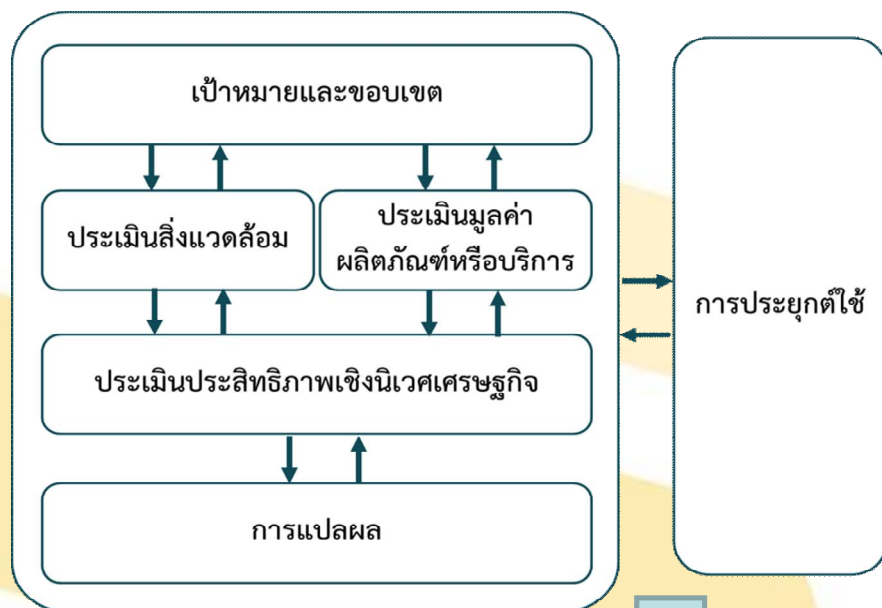 เป้าหมายและขอบเขต
ประเมินสิ่งแวดล้อม
ประเมินมูลค่า
ผลิตภัณฑ์หรือบริการ
ประเมินประสิทธิภาพเชิงนิเวศเศรษฐกิจ
การแปลผล
การประยุกต์ใช้